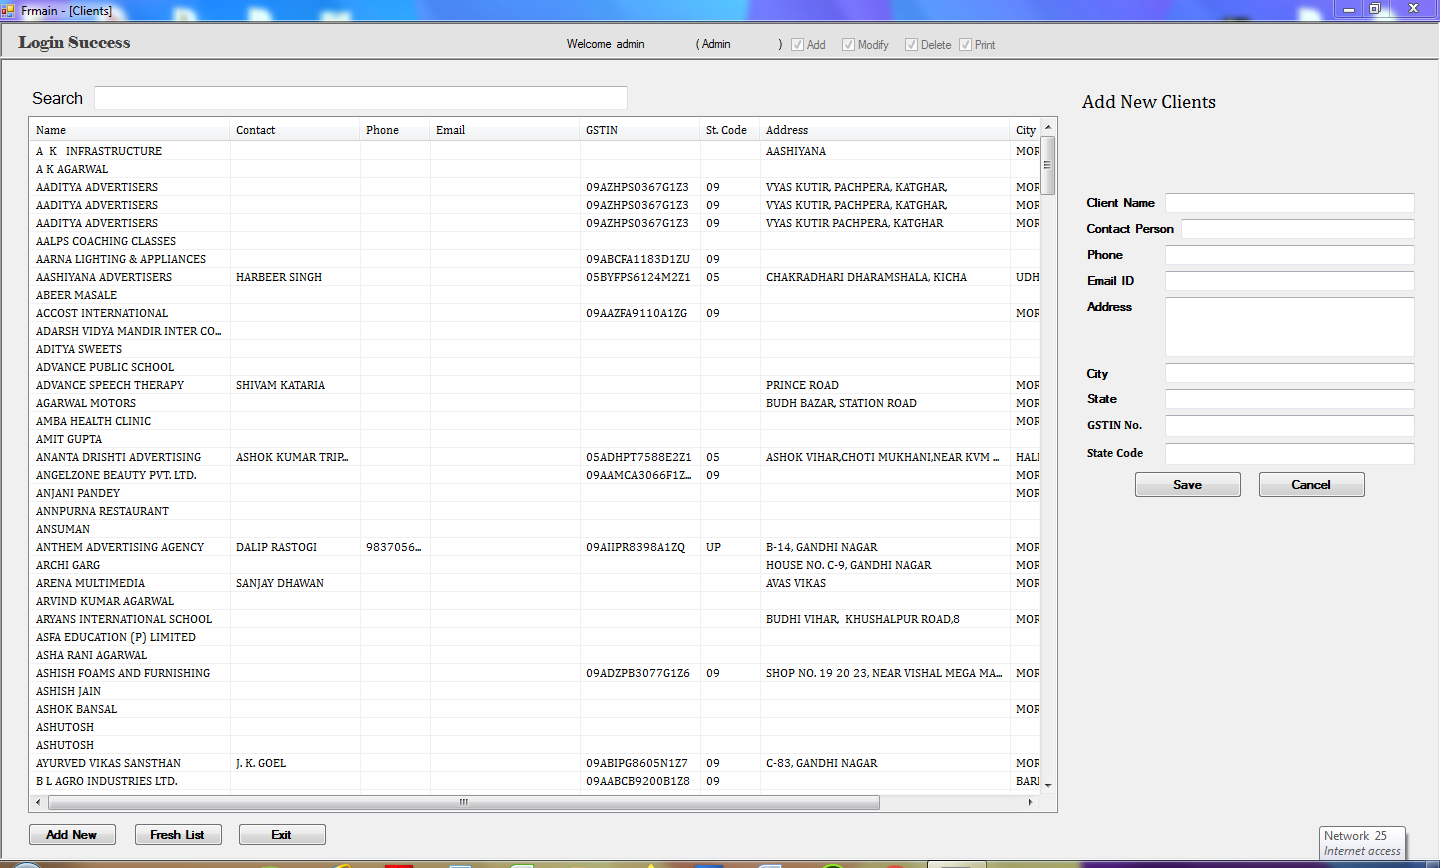 Frmain - [Clients]
Login Success Welcome admin ( Admin ) Add Modify Delete Print
Search
Name Contact Phone Email GSTIN St. Code Address City
A K INFRASTRUCTURE AASHIYANA MOR
A K AGARWAL
AADITYA ADVERTISERS 09AZHPS0367G1Z3 09 VYAS KUTIR, PACHPERA, KATGHAR, MOR
AADITYA ADVERTISERS 09AZHPS0367G1Z3 09 VYAS KUTIR, PACHPERA, KATGHAR, MOR
AADITYA ADVERTISERS 09AZHPS0367G1Z3 09 VYAS KUTIR PACHPERA, KATGHAR MOR
AALPS COACHING CLASSES
AARNA LIGHTING & APPLIANCES 09ABCFA1183D1ZU 09
AASHIYANA ADVERTISERS HARBEER SINGH 05BYFPS6124M2Z1 05 CHAKRADHARI DHARAMSHALA, KICHA UDH
ABEER MASALE
ACCOST INTERNATIONAL 09AAZFA9110A1ZG 09 MOR
ADARSH VIDYA MANDIR INTER CO...
ADITYA SWEETS
ADVANCE PUBLIC SCHOOL
ADVANCE SPEECH THERAPY SHIVAM KATARIA PRINCE ROAD MOR
AGARWAL MOTORS BUDH BAZAR, STATION ROAD MOR
AMBA HEALTH CLINIC MOR
AMIT GUPTA
ANANTA DRISHTI ADVERTISING ASHOK KUMAR TRIP... 05ADHPT7588E2Z1 05 ASHOK VIHAR,CHOTI MUKHANI,NEAR KVM ... HAL
ANGELZONE BEAUTY PVT. LTD. 09AAMCA3066F1Z... 09 MOR
ANJANI PANDEY MOR
ANNPURNA RESTAURANT
ANSUMAN
ANTHEM ADVERTISING AGENCY DALIP RASTOGI 9837056... 09AIIPR8398A1ZQ UP B-14, GANDHI NAGAR MOR
ARCHI GARG HOUSE NO. C-9, GANDHI NAGAR MOR
ARENA MULTIMEDIA SANJAY DHAWAN AVAS VIKAS MOR
ARVIND KUMAR AGARWAL
ARYANS INTERNATIONAL SCHOOL BUDHI VIHAR, KHUSHALPUR ROAD,8 MOR
ASFA EDUCATION (P) LIMITED
ASHA RANI AGARWAL
ASHISH FOAMS AND FURNISHING 09ADZPB3077G1Z6 09 SHOP NO. 19 20 23, NEAR VISHAL MEGA MA... MOR
ASHISH JAIN
ASHOK BANSAL MOR
ASHUTOSH
ASHUTOSH
AYURVED VIKAS SANSTHAN J. K. GOEL 09ABIPG8605N1Z7 09 C-83, GANDHI NAGAR MOR
B L AGRO INDUSTRIES LTD. 09AABCB9200B1Z8 09 BARI
Add New Fresh List Exit
Add New Clients
Client Name
Contact Person
Phone
Email ID
Address
City
State
GSTIN No.
State Code
Save Cancel
Network 25
Internet access